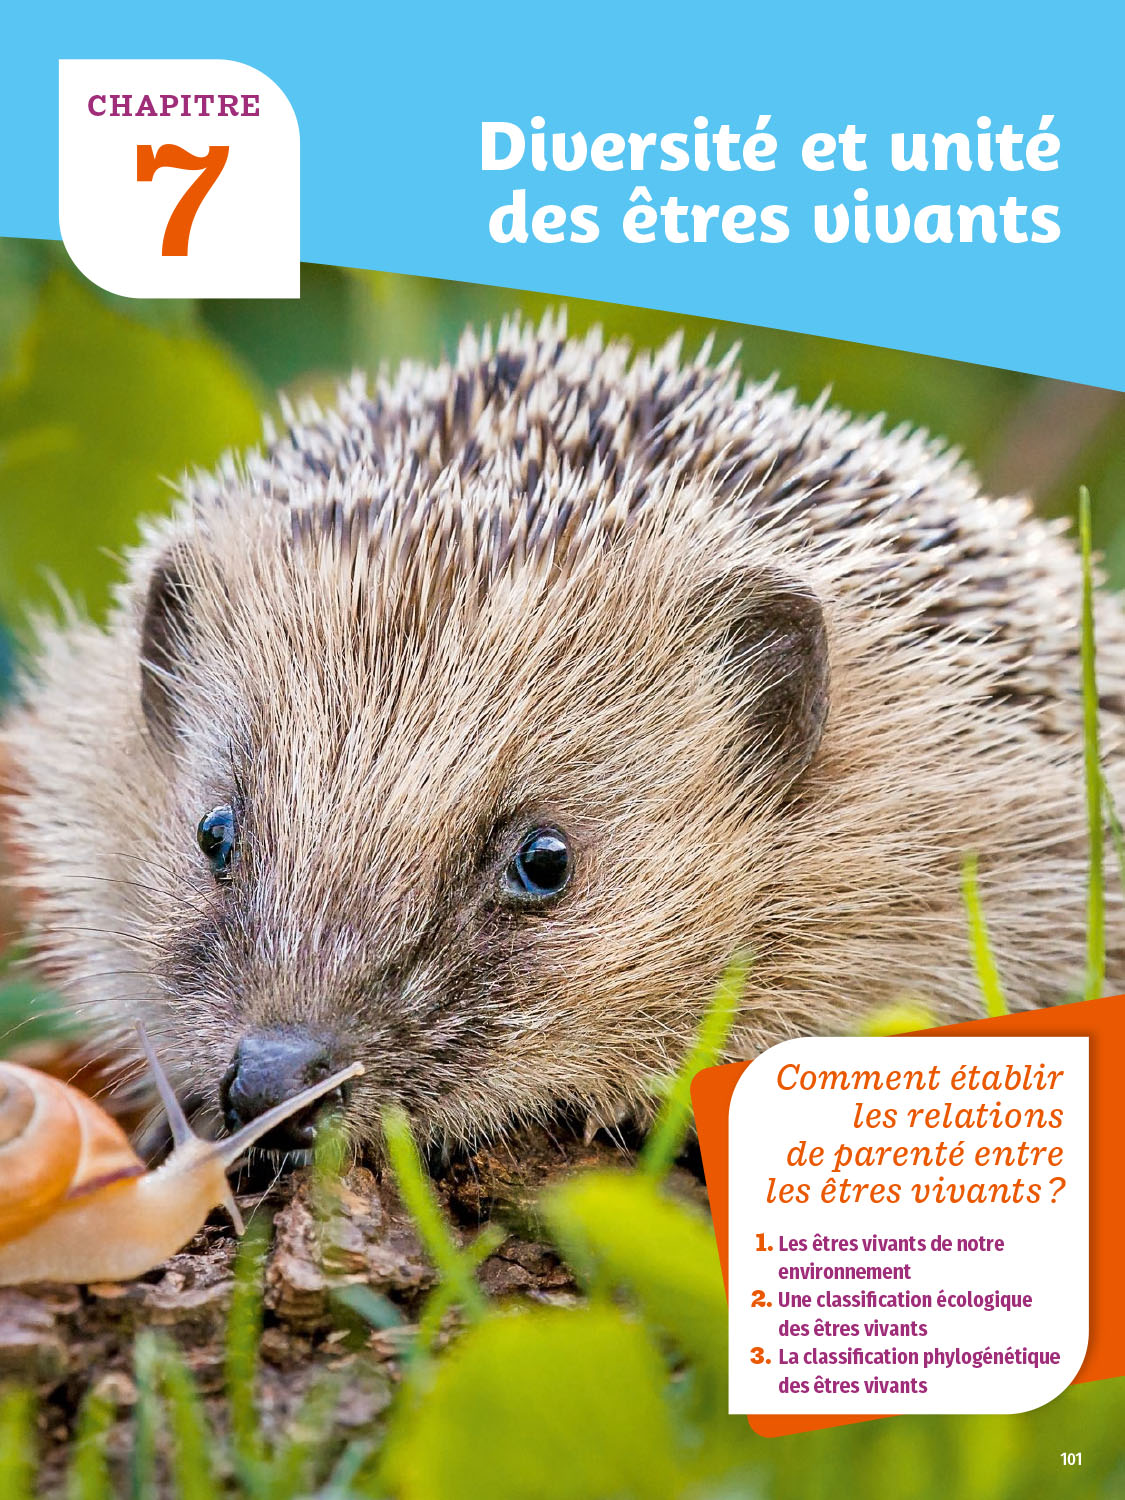 CHAPITRE
7
Diversité et unité
des êtres vivants
Comment établir
les relations
de parenté entre
les êtres vivants ?
1. Les êtres vivants de notre
environnement
2. Une classification écologique
des êtres vivants
3. La classification phylogénétique
des êtres vivants
101